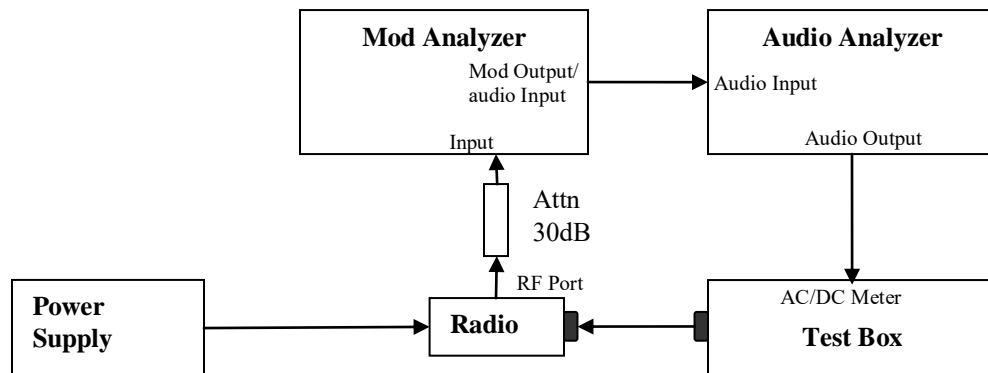 Mod Analyzer
Mod Output/
audio Input
Input
Audio Analyzer
Audio Input
Audio Output
Attn
30dB
RF Port
Power
Supply
Radio
AC/DC Meter
Test Box